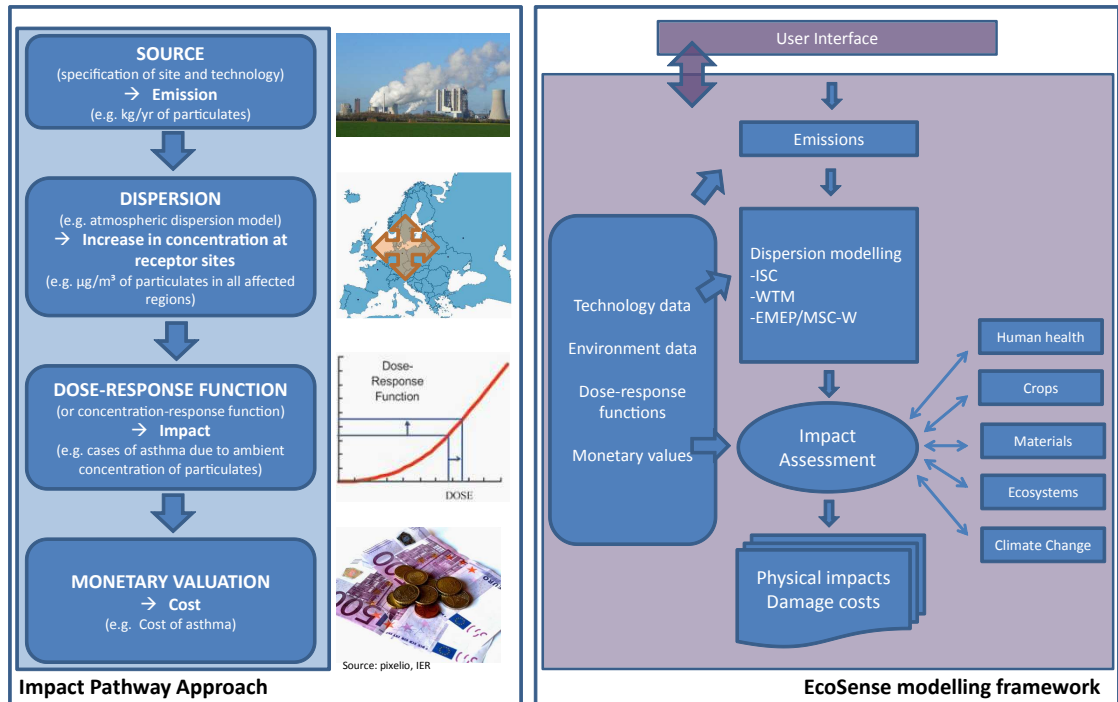 SOURCE
(specification of site and technology)
→ Emission
(e.g. kg/yr of particulates)
DISPERSION
(e.g. atmospheric dispersion model)
→ Increase in concentration at
receptor sites
(e.g. µg/m³ of particulates in all affected
regions)
DOSE-RESPONSE FUNCTION
(or concentration-response function)
→ Impact
(e.g. cases of asthma due to ambient
concentration of particulates)
MONETARY VALUATION
→ Cost
(e.g. Cost of asthma)
Dose-
Response
Function
DOSE
500
EURO
Source: pixelio, IER
Impact Pathway Approach
User Interface
Emissions
Technology data
Environment data
Dose-response
functions
Monetary values
Dispersion modelling
-ISC
-WTM
-EMEP/MSC-W
Impact
Assessment
Human health
Crops
Materials
Ecosystems
Climate Change
Physical impacts
Damage costs
EcoSense modelling framework